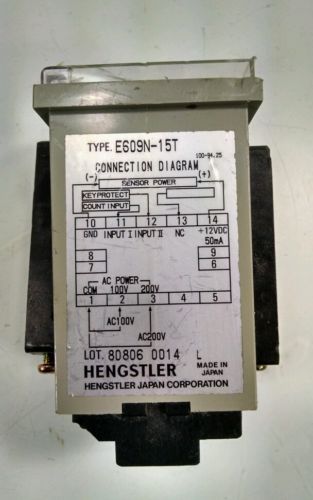 TYPE. E609N-15T
100-94.25
CONNECTION DIAGRAM
(-) (+)
SENSOR POWER
KEYPROTECT
COUNT INPUT
10 11 12 13 14
GND INPUT I INPUT II NC +12VDC
50mA
8 9
7 6
AC POWER
COM 100V 200V
1 2 3 4 5
AC100V
AC200V
LOT. 80806 0014 L
HENGSTLER MADE IN
JAPAN
HENGSTLER JAPAN CORPORATION